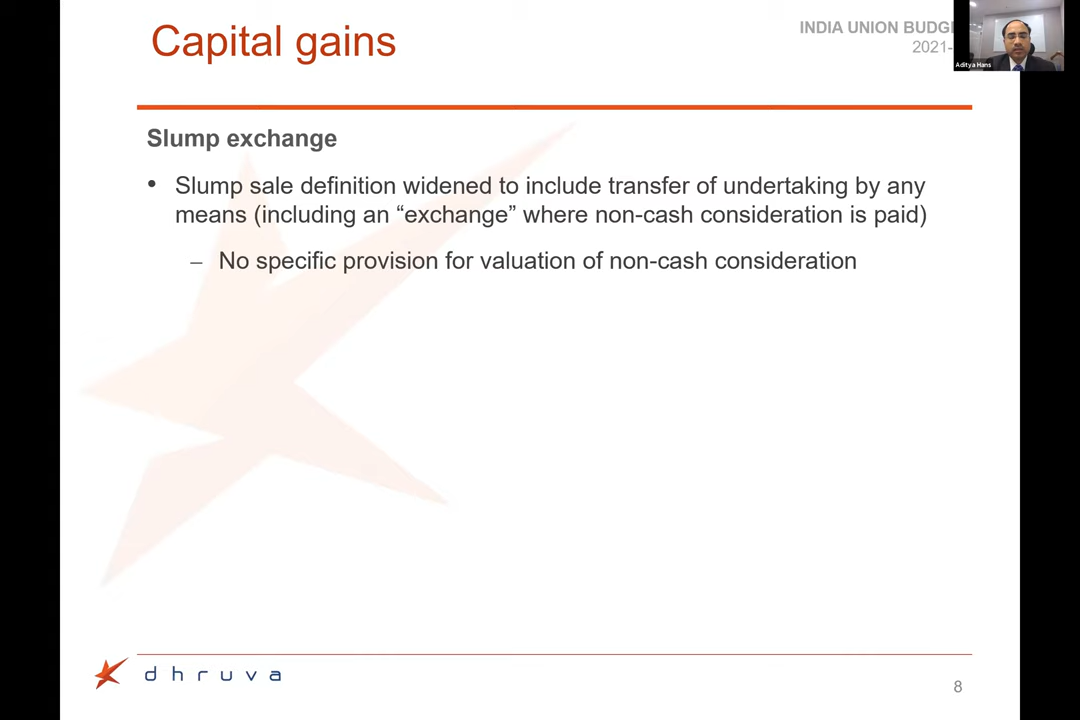 Capital gains
INDIA UNION BUDG
2021-
Aditya Hans
Slump exchange
• Slump sale definition widened to include transfer of undertaking by any
means (including an “exchange” where non-cash consideration is paid)
– No specific provision for valuation of non-cash consideration
dhruva
8